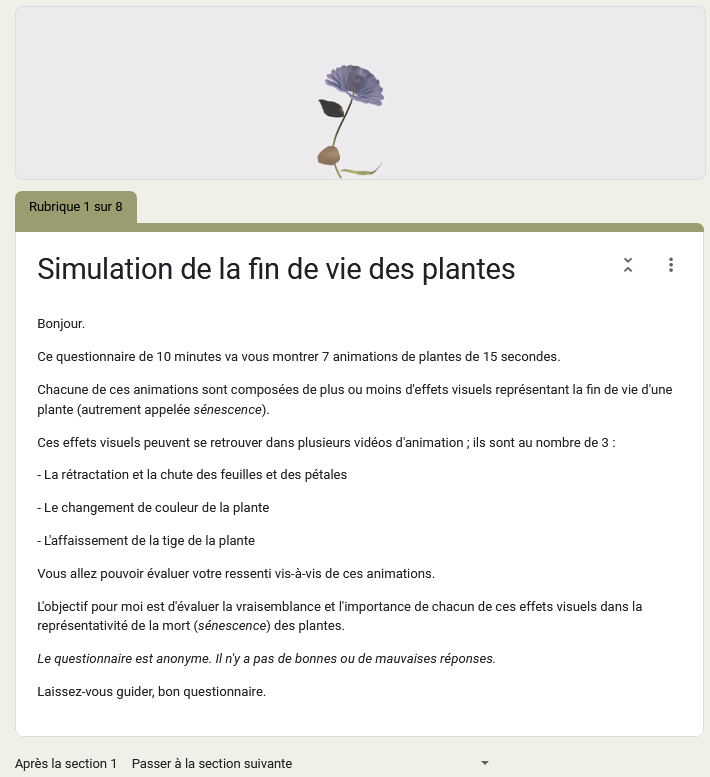 Rubrique 1 sur 8
Simulation de la fin de vie des plantes
Bonjour.
Ce questionnaire de 10 minutes va vous montrer 7 animations de plantes de 15 secondes.
Chacune de ces animations sont composées de plus ou moins d'effets visuels représentant la fin de vie d'une
plante (autrement appelée sénescence).
Ces effets visuels peuvent se retrouver dans plusieurs vidéos d'animation ; ils sont au nombre de 3 :
- La rétractation et la chute des feuilles et des pétales
- Le changement de couleur de la plante
- L'affaissement de la tige de la plante
Vous allez pouvoir évaluer votre ressenti vis-à-vis de ces animations.
L'objectif pour moi est d'évaluer la vraisemblance et l'importance de chacun de ces effets visuels dans la
représentativité de la mort (sénescence) des plantes.
Le questionnaire est anonyme. Il n'y a pas de bonnes ou de mauvaises réponses.
Laissez-vous guider, bon questionnaire.
Après la section 1 Passer à la section suivante